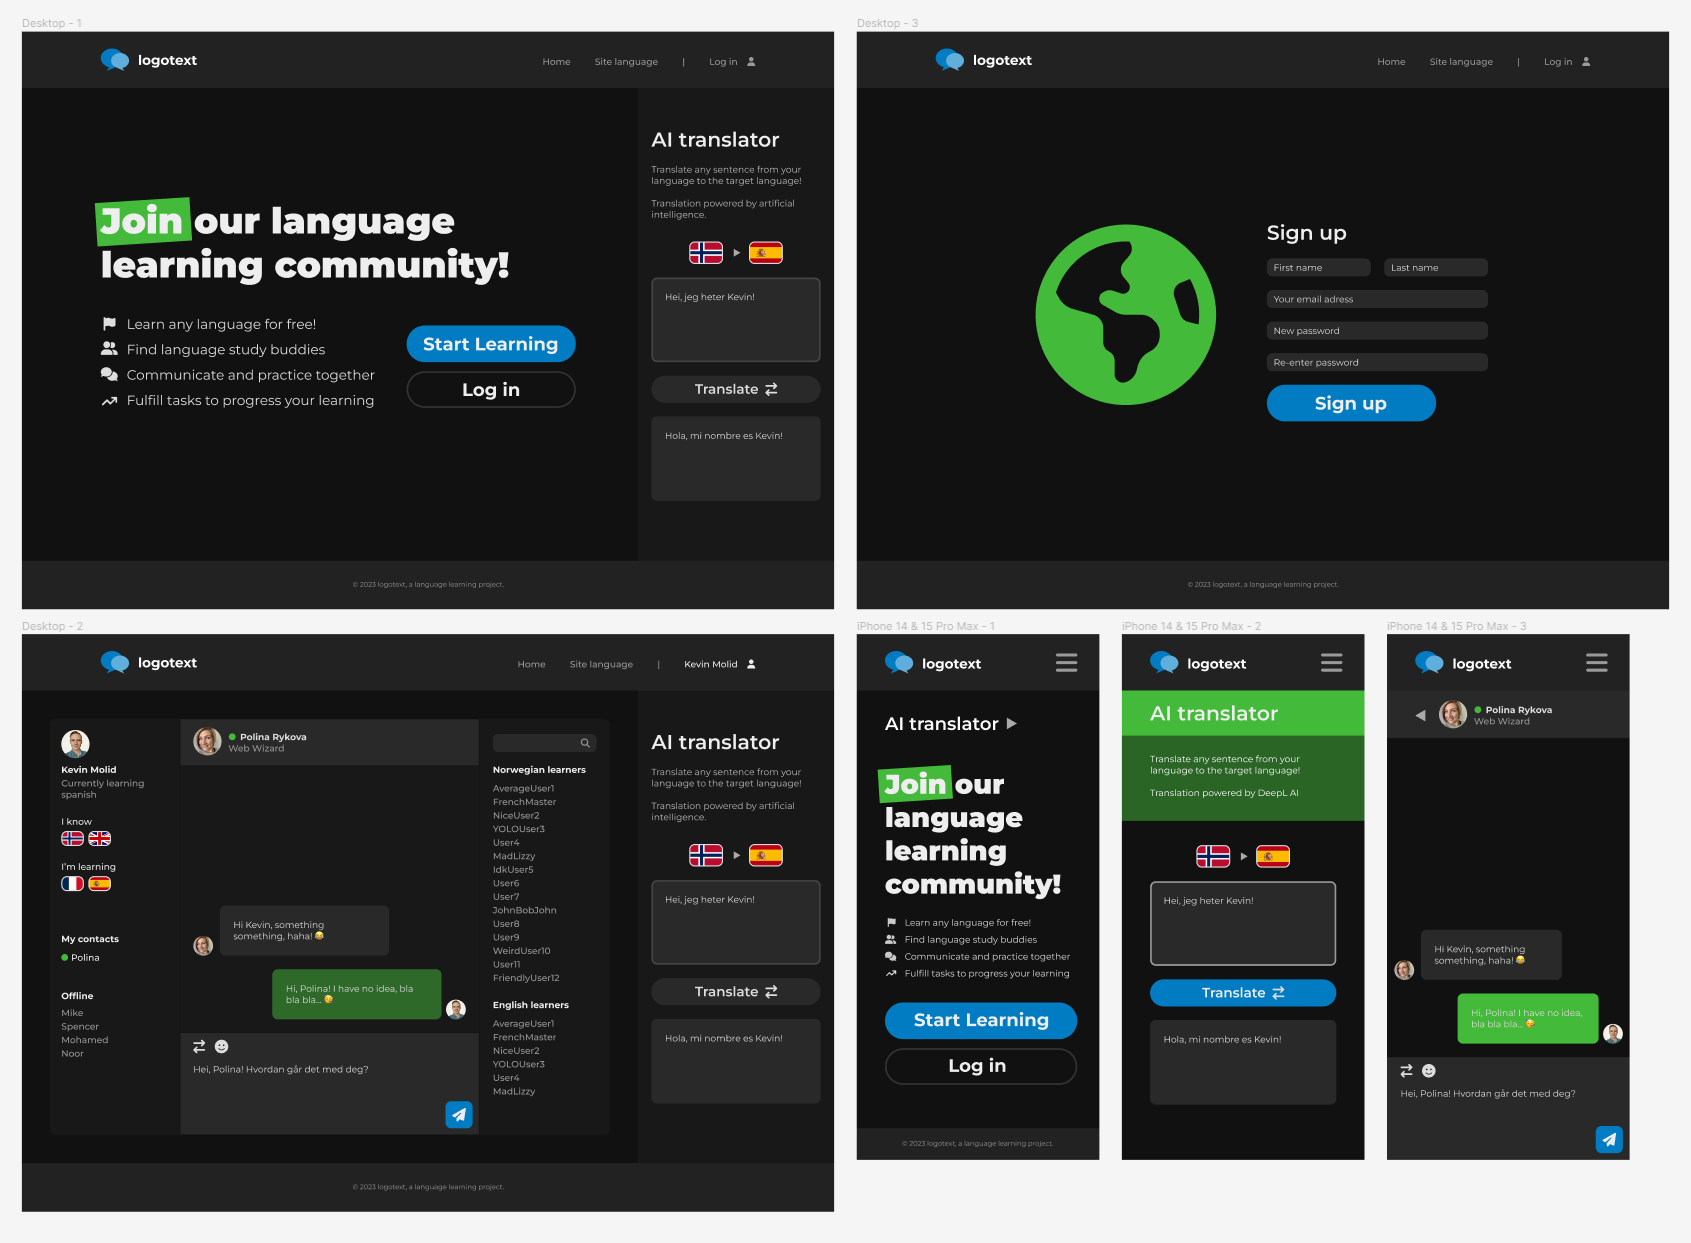 Desktop - 1
logotext
Home
Site language
|
Log in
Join our language
learning community!
Learn any language for free!
Find language study buddies
Communicate and practice together
Fulfill tasks to progress your learning
Start Learning
Log in
AI translator
Translate any sentence from your
language to the target language!
Translation powered by artificial
intelligence.
Hei, jeg heter Kevin!
Translate
Hola, mi nombre es Kevin!
© 2023 logotext, a language learning project.
Desktop - 3
logotext
Home
Site language
|
Log in
Sign up
First name
Last name
Your email adress
New password
Re-enter password
Sign up
© 2023 logotext, a language learning project.
Desktop - 2
logotext
Home
Site language
|
Kevin Molid
Kevin Molid
Currently learning
spanish
I know
I'm learning
My contacts
Polina
Offline
Mike
Spencer
Mohamed
Noor
Polina Rykova
Web Wizard
Hi Kevin, something
something, haha! 😂
Hi, Polina! I have no idea, bla
bla bla... 🥰
Hei, Polina! Hvordan går det med deg?
Norwegian learners
AverageUser1
FrenchMaster
NiceUser2
YOLOUser3
User4
MadLizzy
IdkUser5
User6
User7
JohnBobJohn
User8
User9
WeirdUser10
User11
FriendlyUser12
English learners
AverageUser1
FrenchMaster
NiceUser2
YOLOUser3
User4
MadLizzy
AI translator
Translate any sentence from your
language to the target language!
Translation powered by artificial
intelligence.
Hei, jeg heter Kevin!
Translate
Hola, mi nombre es Kevin!
© 2023 logotext, a language learning project.
iPhone 14 & 15 Pro Max - 1
logotext
AI translator
Join our
language
learning
community!
Learn any language for free!
Find language study buddies
Communicate and practice together
Fulfill tasks to progress your learning
Start Learning
Log in
© 2023 logotext, a language learning project.
iPhone 14 & 15 Pro Max - 2
logotext
AI translator
Translate any sentence from your
language to the target language!
Translation powered by DeepL AI
Hei, jeg heter Kevin!
Translate
Hola, mi nombre es Kevin!
iPhone 14 & 15 Pro Max - 3
logotext
Polina Rykova
Web Wizard
Hi Kevin, something
something, haha! 😂
Hi, Polina! I have no idea,
bla bla bla... 🥰
Hei, Polina! Hvordan går det med deg?